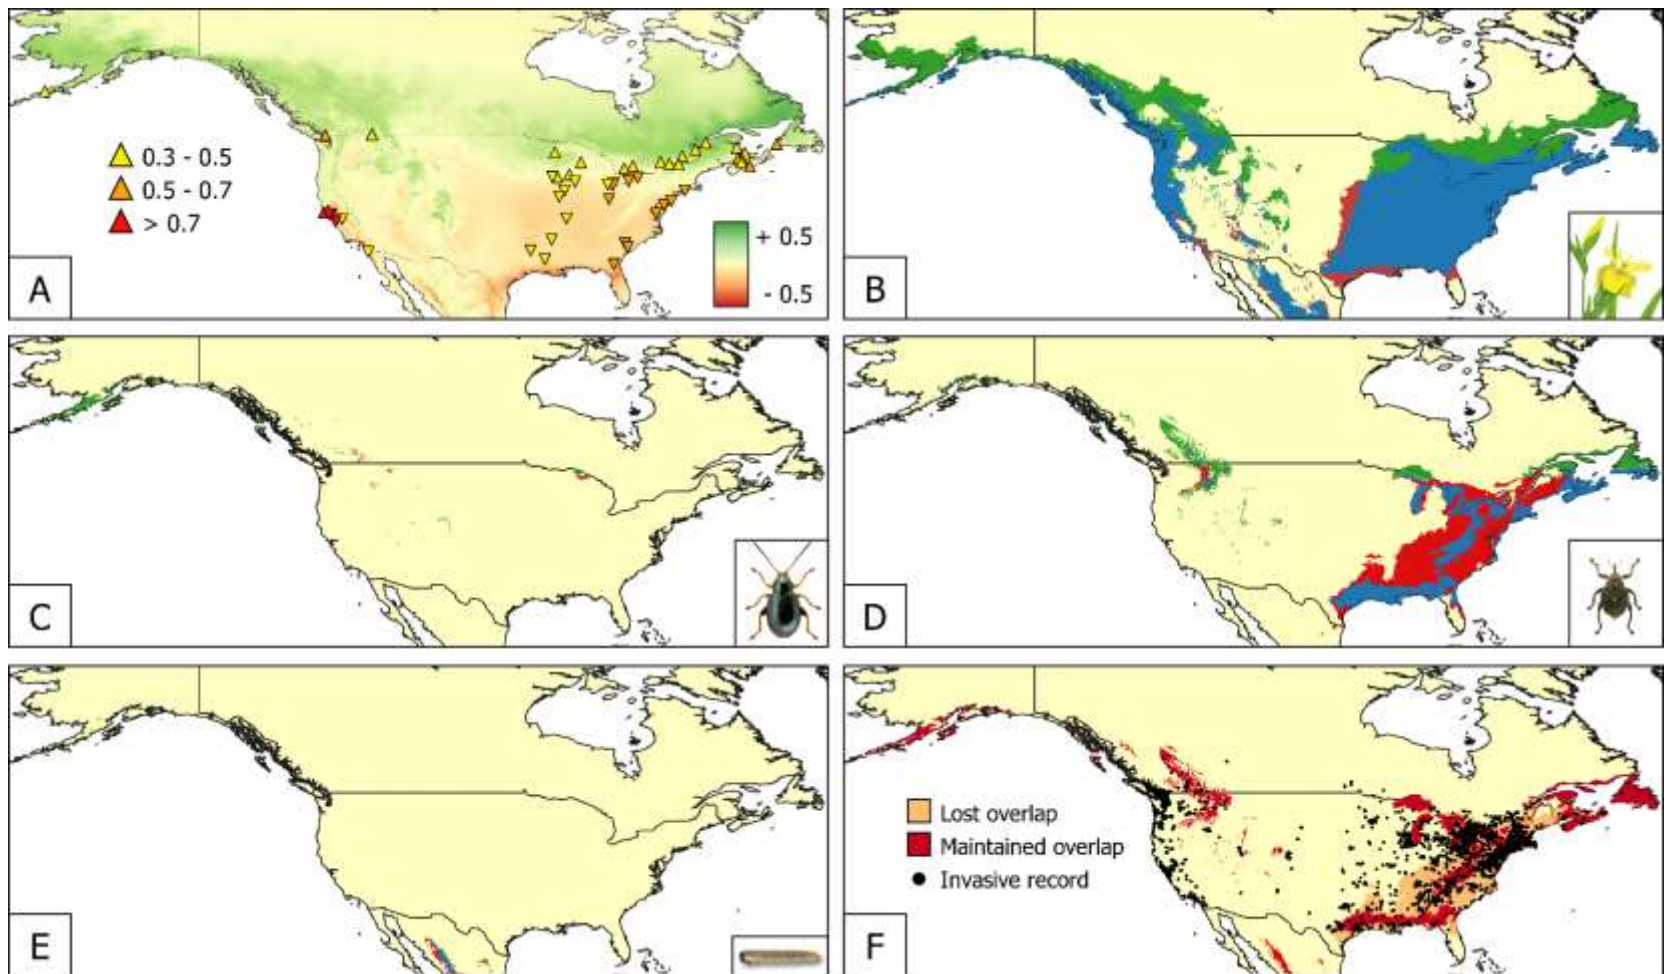 0.3 - 0.5
0.5 - 0.7
> 0.7
+ 0.5
- 0.5
A
B
C
D
E
Lost overlap
Maintained overlap
Invasive record
F